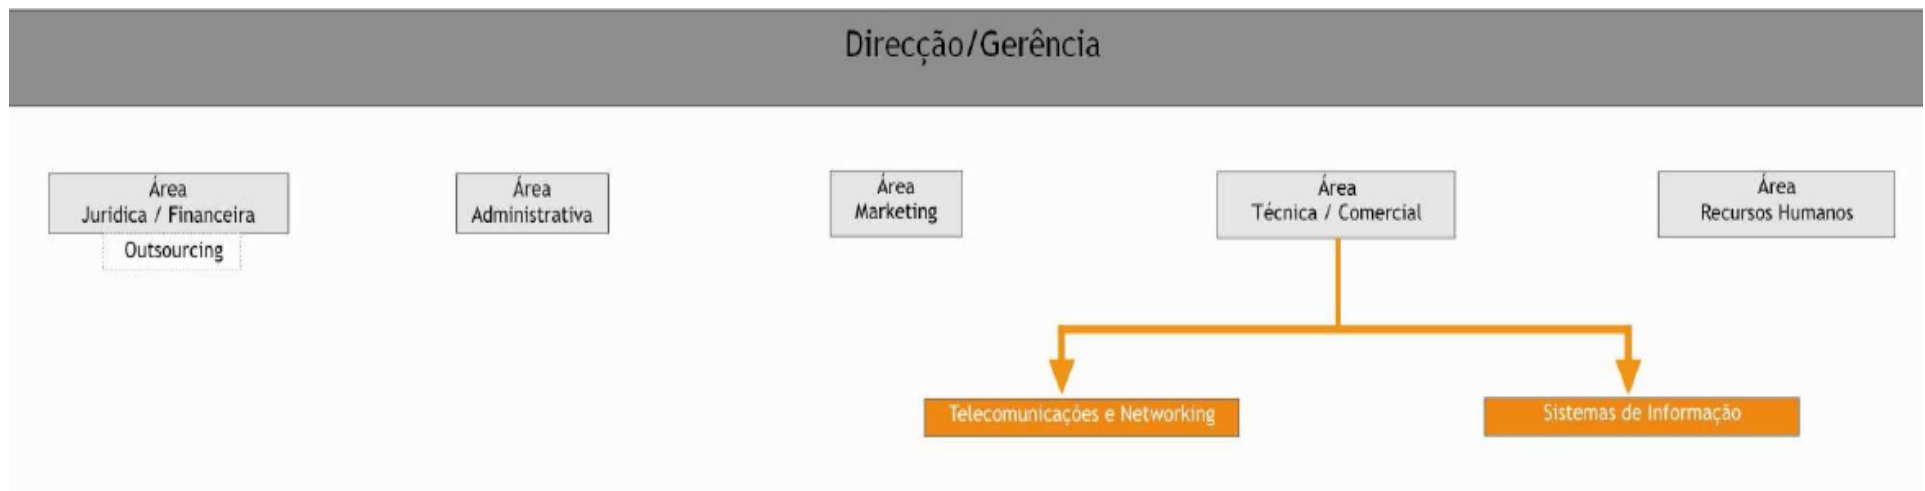 Direcção/Gerência
Área
Juridica / Financeira
Outsourcing
Área
Administrativa
Área
Marketing
Área
Técnica / Comercial
Área
Recursos Humanos
Telecomunicações e Networking
Sistemas de Informação